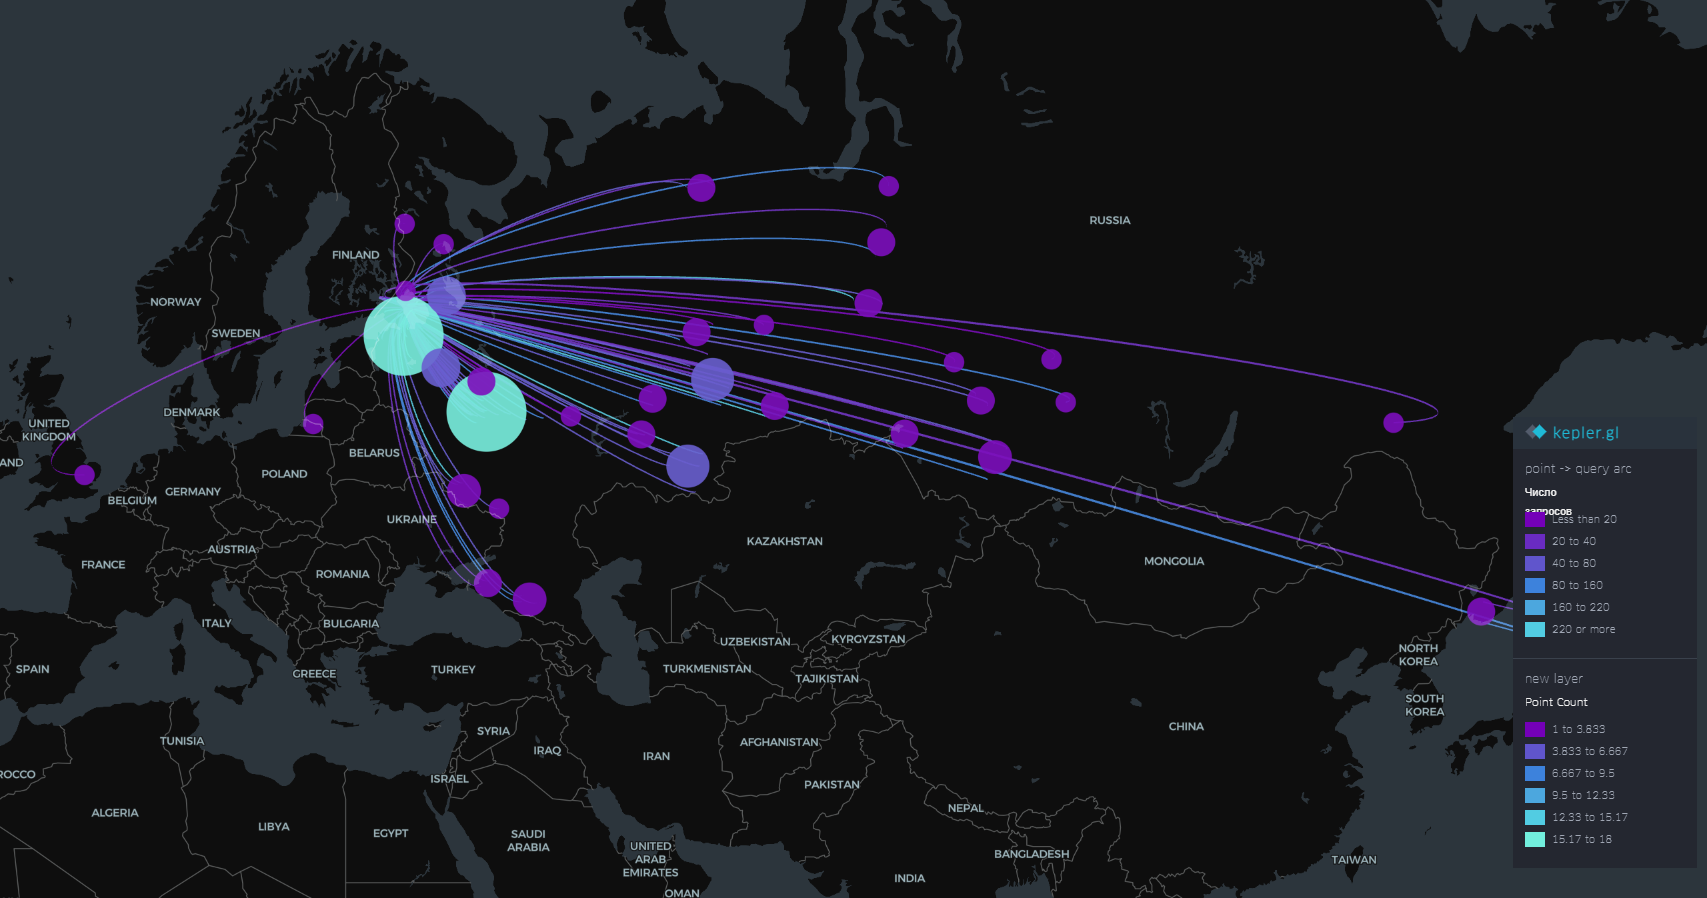 RUSSIA
FINLAND
NORWAY
SWEDEN
DENMARK
UNITED
KINGDOM
AND
BELARUS
POLAND
GERMANY
BELGIUM
UKRAINE
KAZAKHSTAN
AUSTRIA
FRANCE
MONGOLIA
ROMANIA
ITALY
BULGARIA
UZBEKISTAN
KYRGYZSTAN
SPAIN
GREECE
TURKEY
TURKMENISTAN
TAJIKISTAN
NORTH
KOREA
SOUTH
KOREA
SYRIA
CHINA
TUNISIA
IRAQ
IRAN
AFGHANISTAN
ROCCO
ISRAEL
PAKISTAN
ALGERIA
LIBYA
EGYPT
SAUDI
ARABIA
NEPAL
UNITED
ARAB
EMIRATES
BANGLADESH
TAIWAN
INDIA
OMAN
kepler.gl
point -> query arc
Число
запросов
Less than 20
20 to 40
40 to 80
80 to 160
160 to 220
220 or more
new layer
Point Count
1 to 3.833
3.833 to 6.667
6.667 to 9.5
9.5 to 12.33
12.33 to 15.17
15.17 to 18